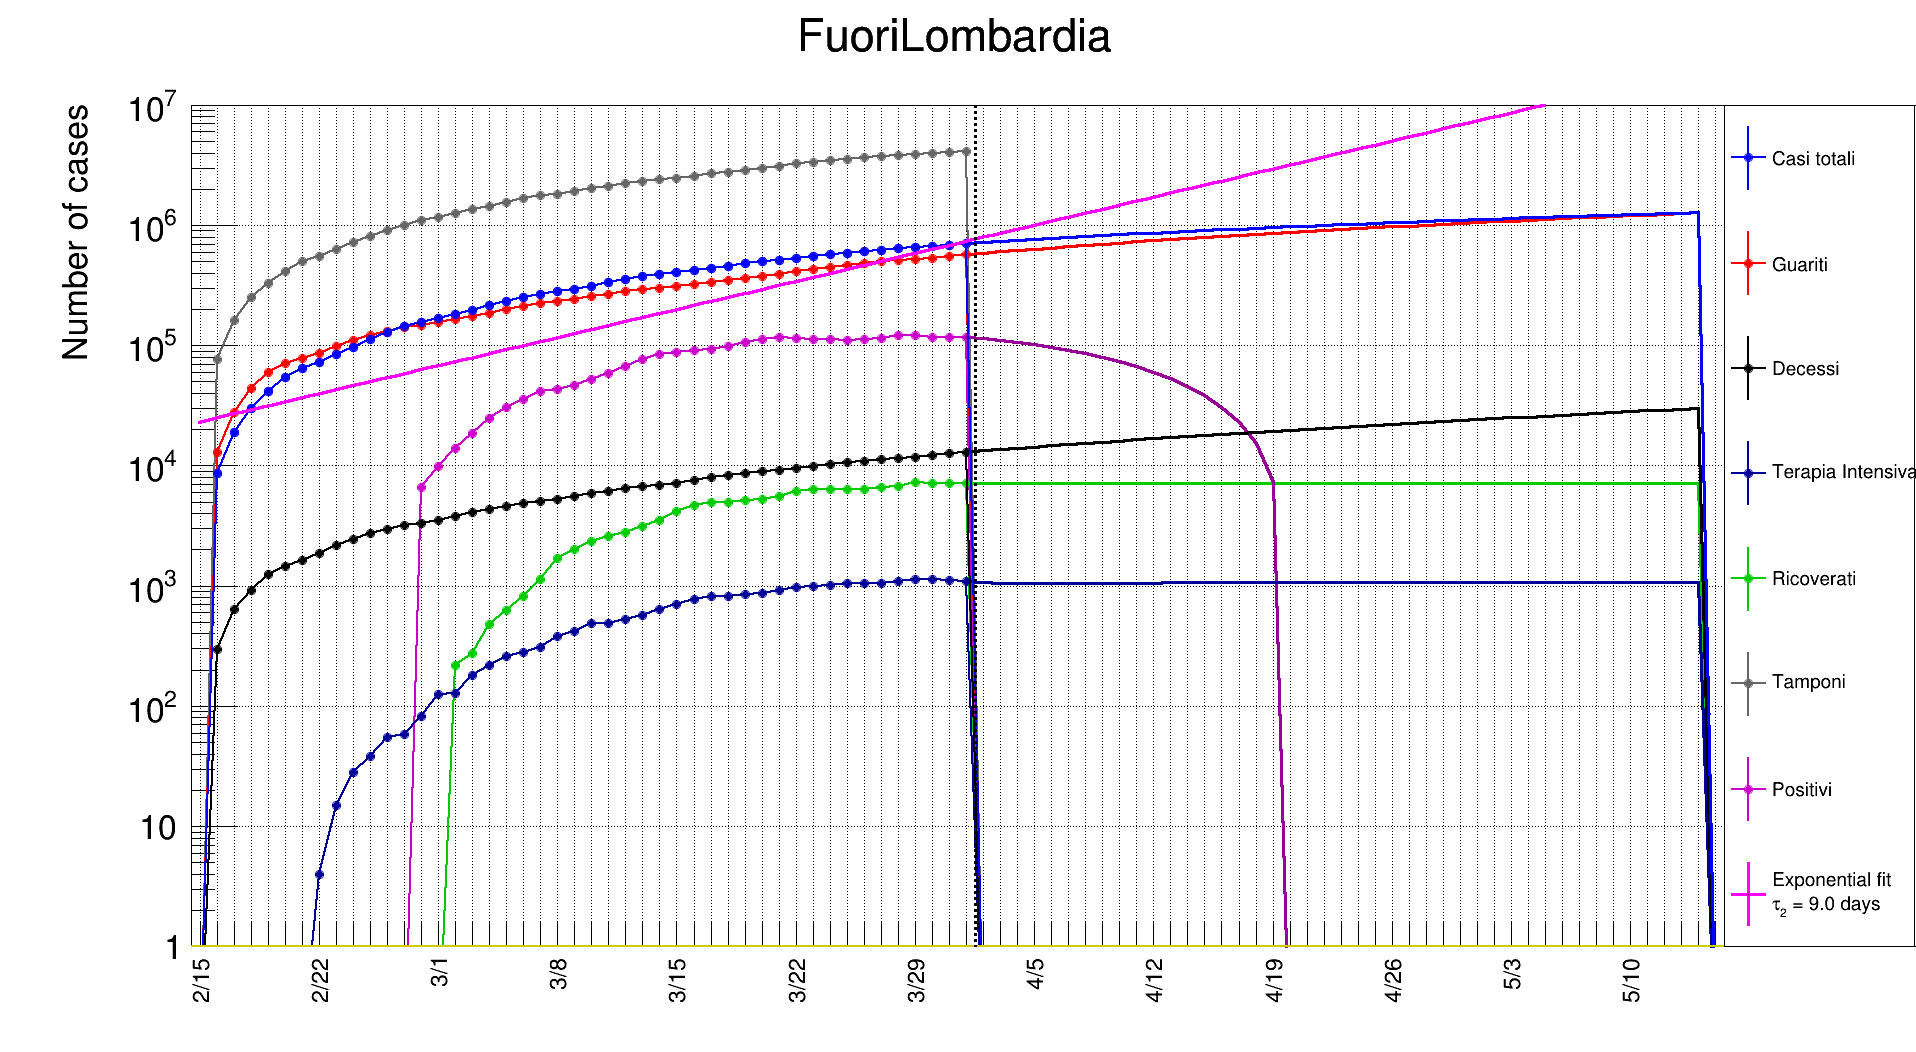 FuoriLombardia
Number of cases
10^7
10^6
10^5
10^4
10^3
10^2
10
1
2/15
2/22
3/1
3/8
3/15
3/22
3/29
4/5
4/12
4/19
4/26
5/3
5/10
Casi totali
Guariti
Decessi
Terapia Intensiva
Ricoverati
Tamponi
Positivi
Exponential fit
τ₂ = 9.0 days